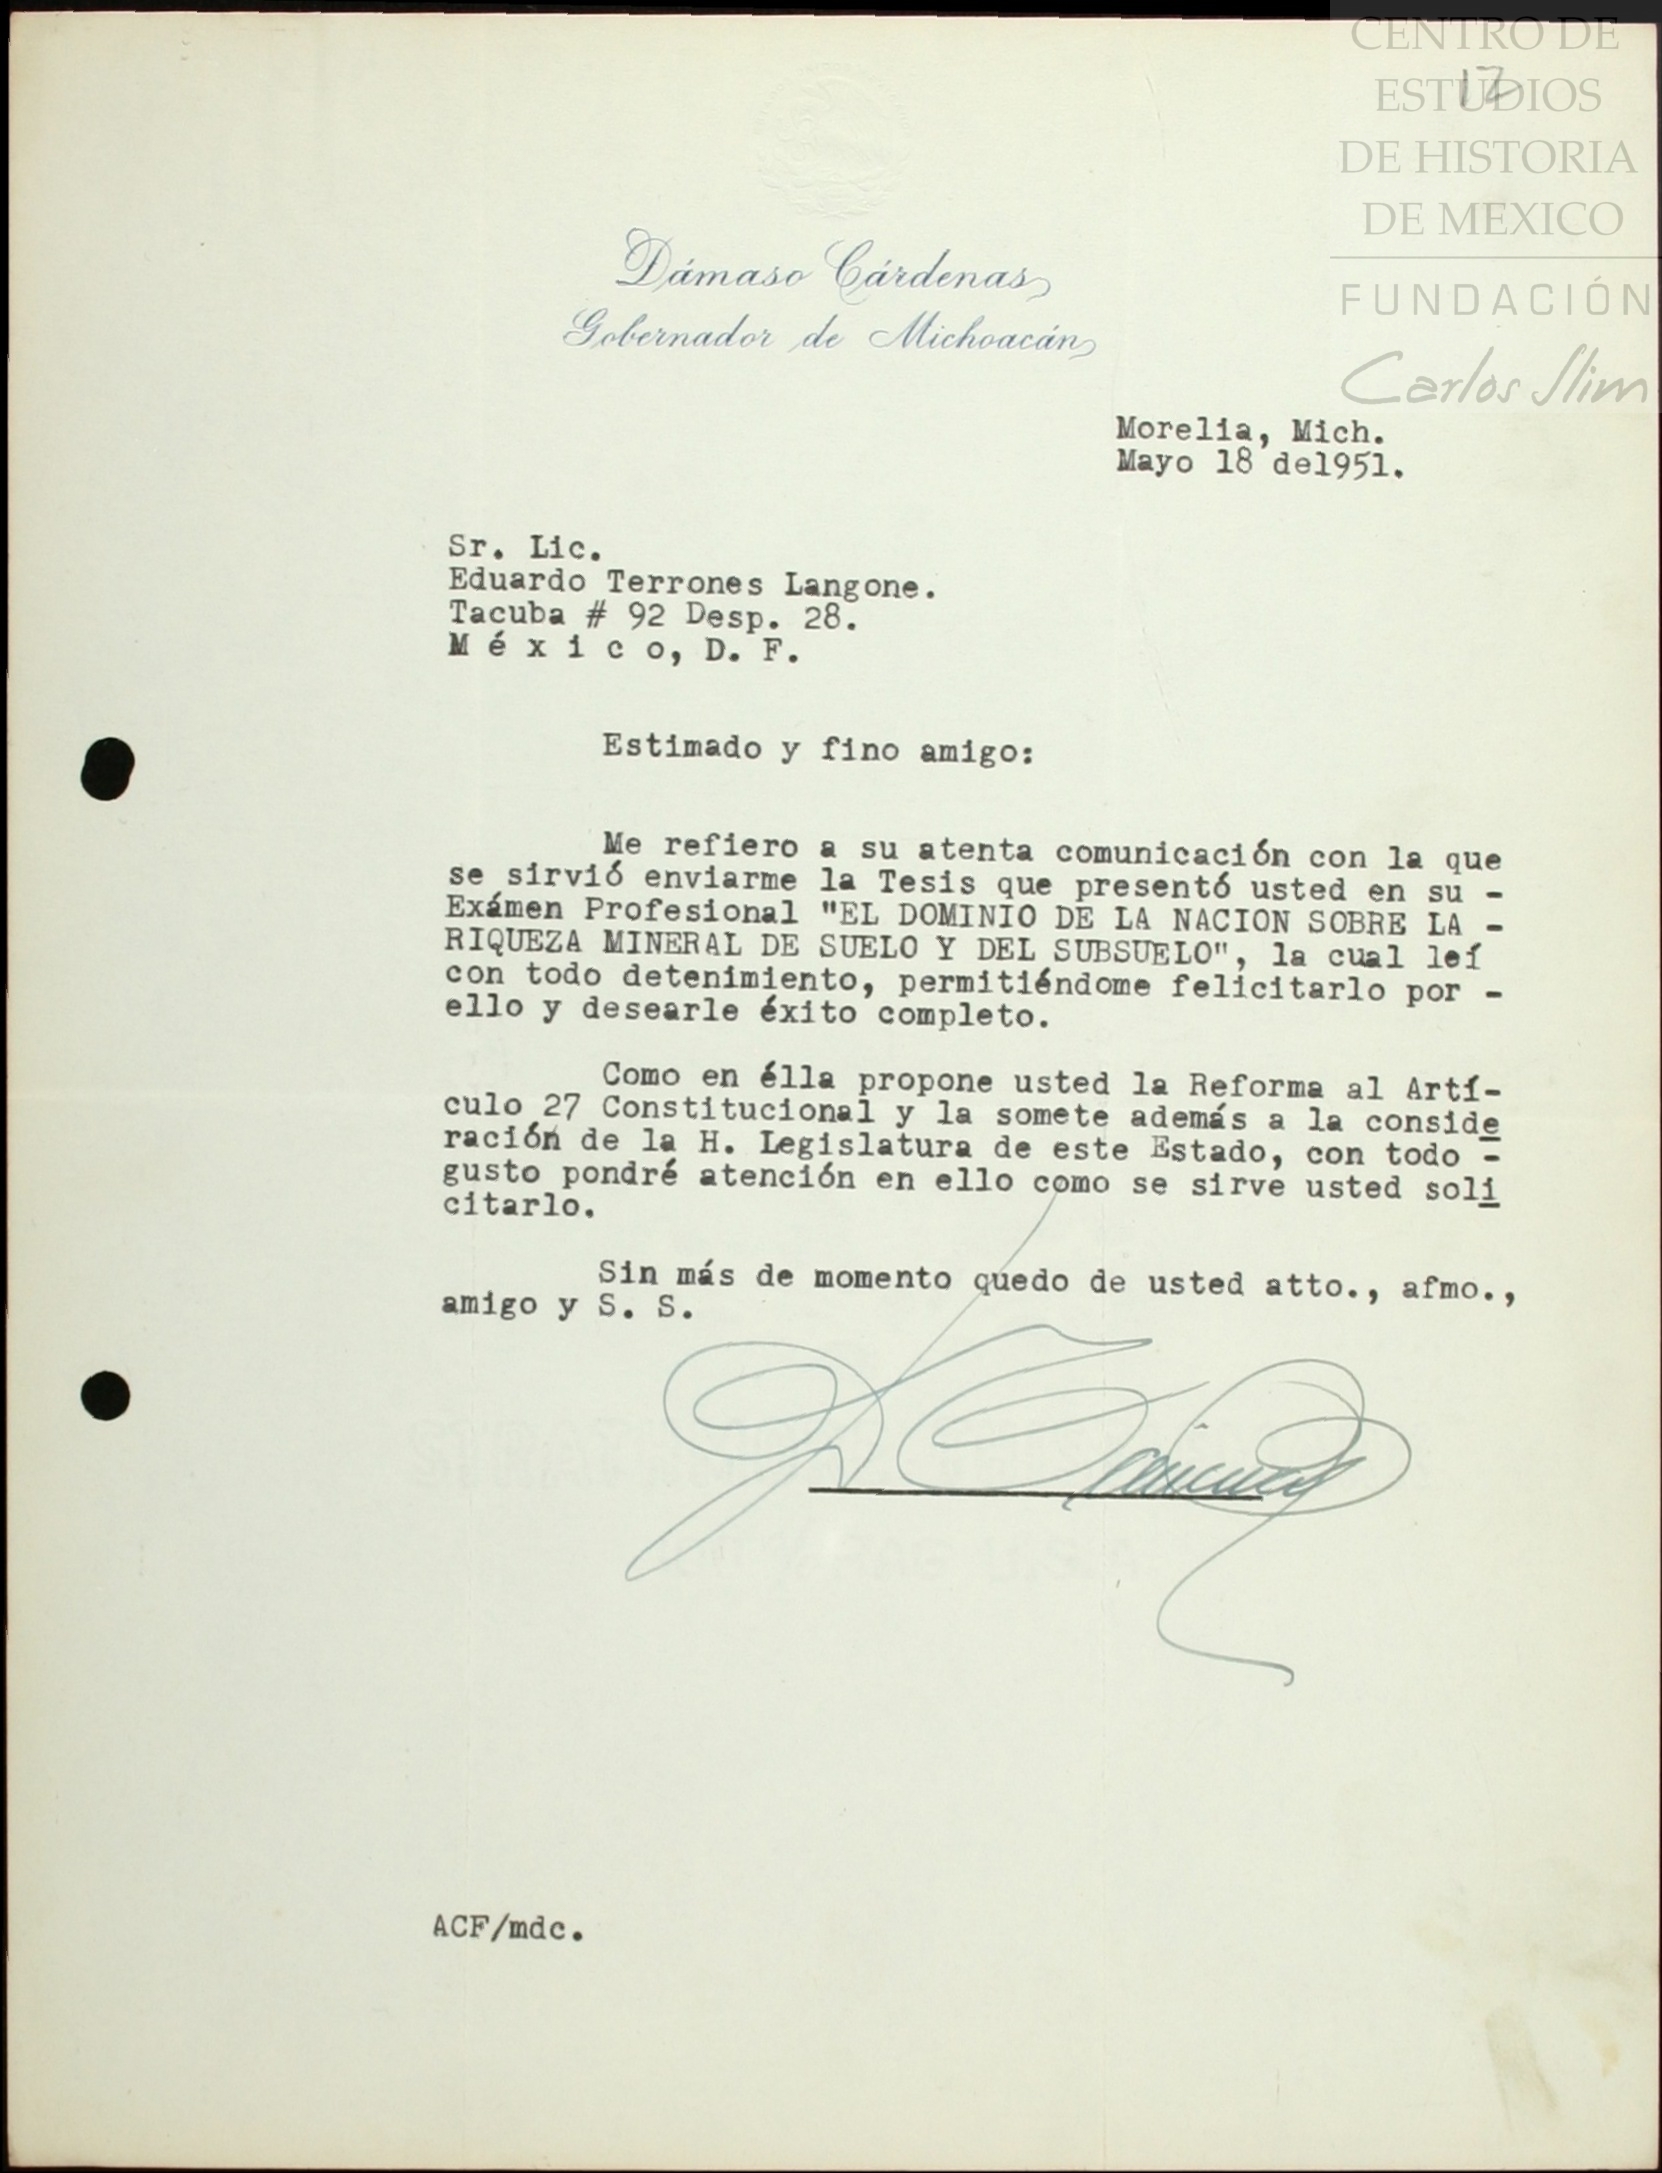 CENTRO DE
ESTUDIOS
DE HISTORIA
DE MEXICO
FUNDACIÓN
Carlos Slim
12
Dámaso Cárdenas
Gobernador de Michoacán
Morelia, Mich.
Mayo 18 de1951.
Sr. Lic.
Eduardo Terrones Langone.
Tacuba # 92 Desp. 28.
M é x i c o, D. F.
Estimado y fino amigo:
Me refiero a su atenta comunicación con la que
se sirvió enviarme la Tesis que presentó usted en su -
Exámen Profesional "EL DOMINIO DE LA NACION SOBRE LA -
RIQUEZA MINERAL DE SUELO Y DEL SUBSUELO", la cual leí
con todo detenimiento, permitiéndome felicitarlo por -
ello y desearle éxito completo.
Como en élla propone usted la Reforma al Artí-
culo 27 Constitucional y la somete además a la conside
ración de la H. Legislatura de este Estado, con todo -
gusto pondré atención en ello como se sirve usted soli
citarlo.
Sin más de momento quedo de usted atto., afmo.,
amigo y S. S.
ACF/mdc.